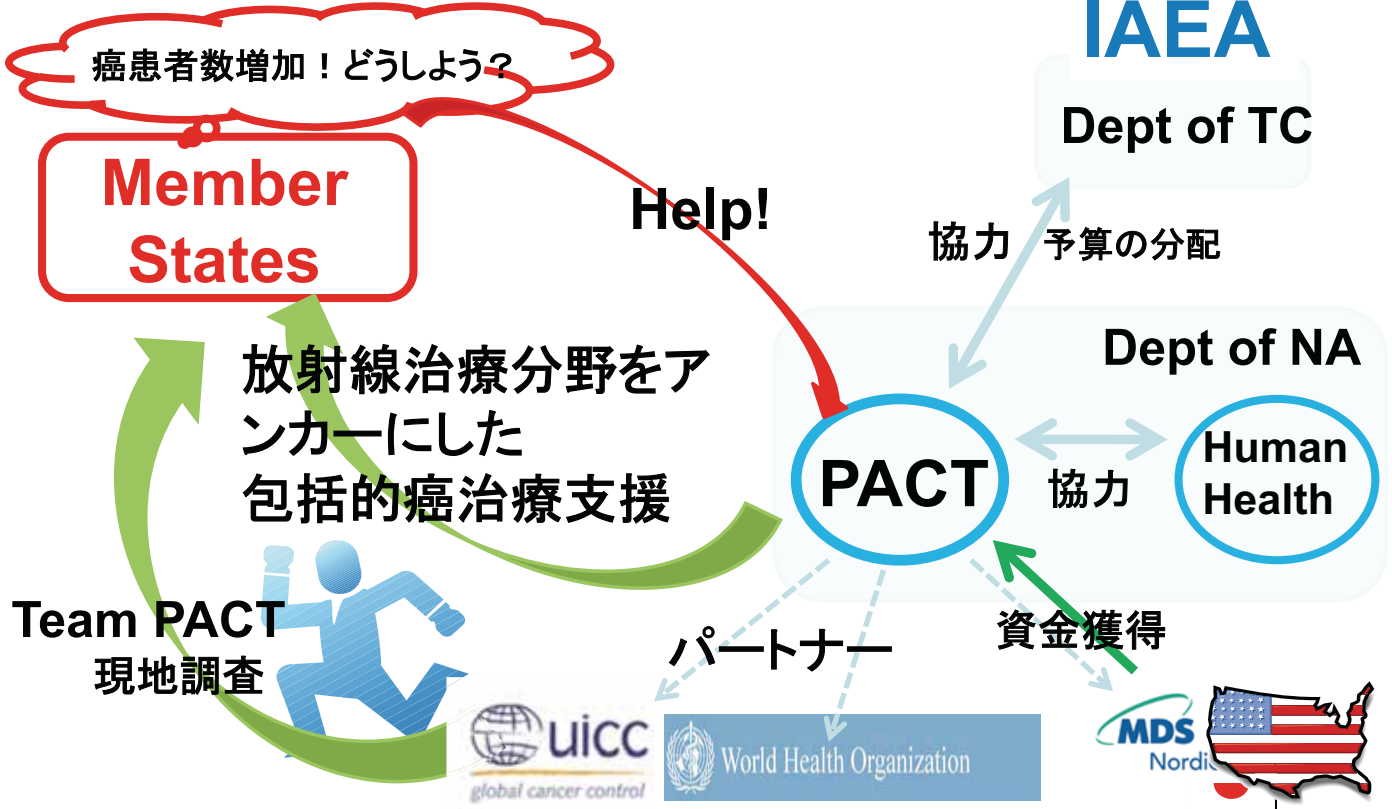 癌患者数増加！どうしよう？
IAEA
Dept of TC
Member
States
Help!
協力　予算の分配
Dept of NA
放射線治療分野をア
ンカーにした
包括的癌治療支援
PACT
協力
Human
Health
Team PACT
現地調査
パートナー
資金獲得
uicc
global cancer control
World Health Organization
MDS